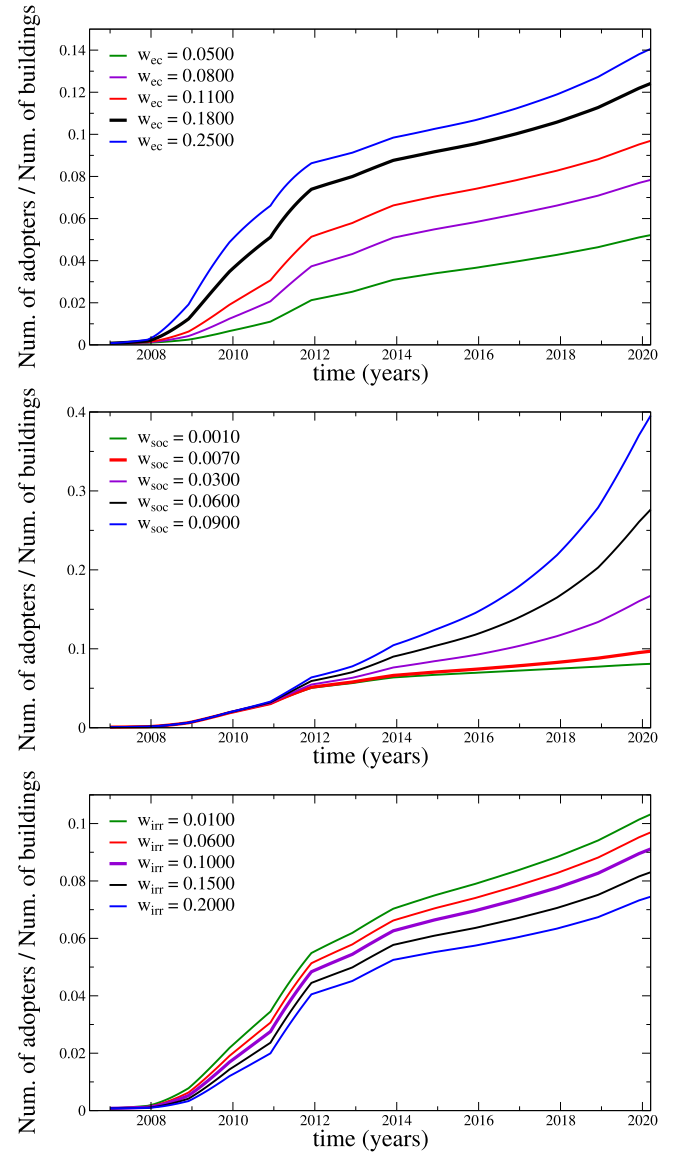 Num. of adopters / Num. of buildings
0.14
0.12
0.1
0.08
0.06
0.04
0.02
0
w_ec = 0.0500
w_ec = 0.0800
w_ec = 0.1100
w_ec = 0.1800
w_ec = 0.2500
2008 2010 2012 2014 2016 2018 2020
time (years)
Num. of adopters / Num. of buildings
0.4
0.3
0.2
0.1
0
w_soc = 0.0010
w_soc = 0.0070
w_soc = 0.0300
w_soc = 0.0600
w_soc = 0.0900
2008 2010 2012 2014 2016 2018 2020
time (years)
Num. of adopters / Num. of buildings
0.1
0.08
0.06
0.04
0.02
0
w_irr = 0.0100
w_irr = 0.0600
w_irr = 0.1000
w_irr = 0.1500
w_irr = 0.2000
2008 2010 2012 2014 2016 2018 2020
time (years)